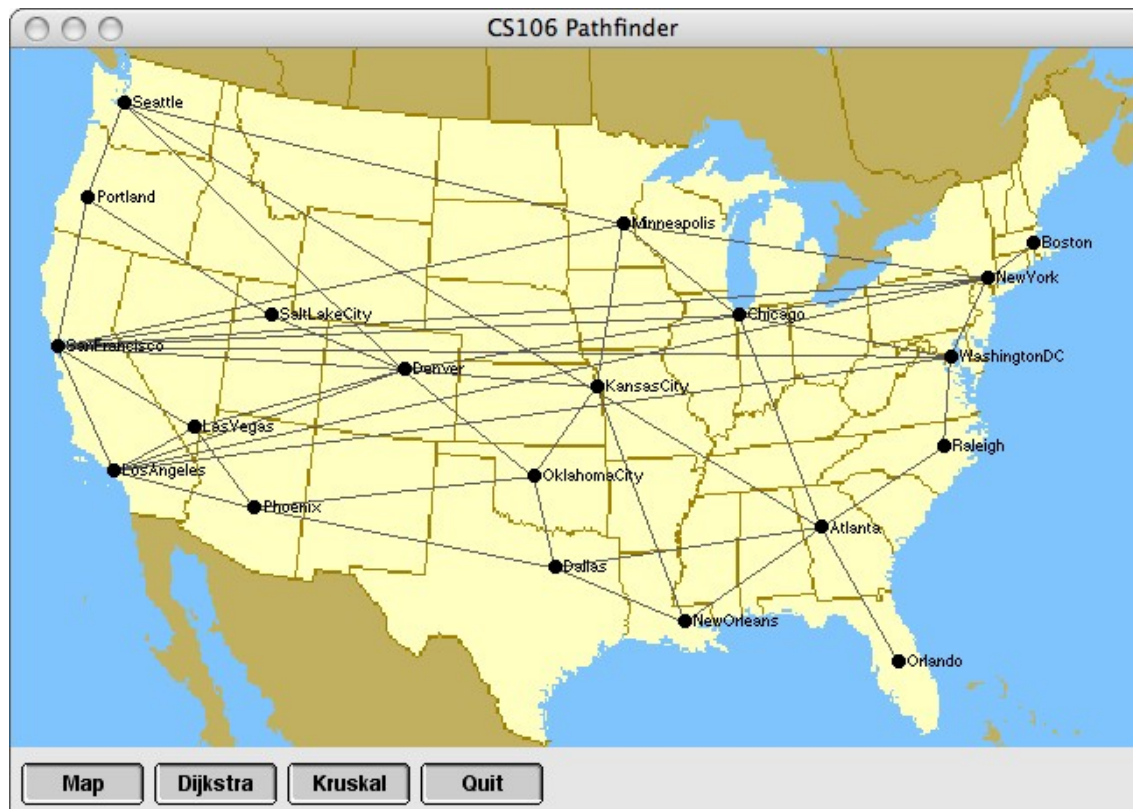 CS106 Pathfinder
Seattle
Portland
Minneapolis
Boston
NewYork
SaltLakeCity
Chicago
SanFrancisco
WashingtonDC
Denver
KansasCity
LasVegas
Raleigh
LosAngeles
OklahomaCity
Phoenix
Atlanta
Dallas
NewOrleans
Orlando
Map Dijkstra Kruskal Quit